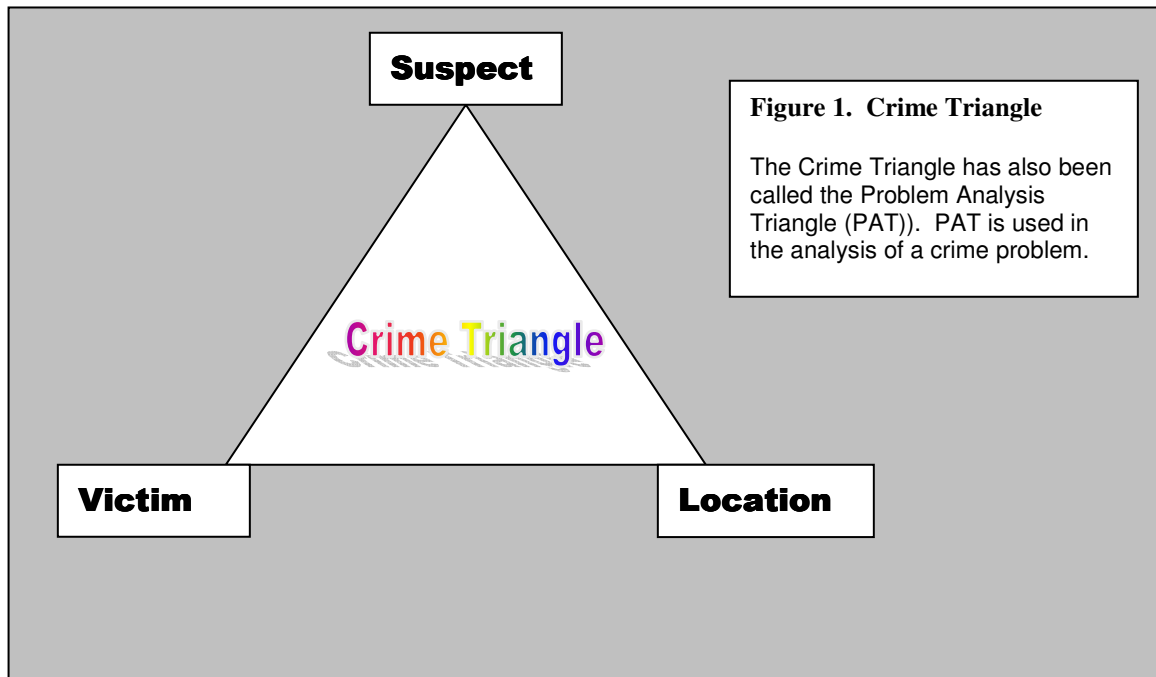 Suspect
Figure 1. Crime Triangle
The Crime Triangle has also been
called the Problem Analysis
Triangle (PAT)). PAT is used in
the analysis of a crime problem.
Crime Triangle
Victim
Location